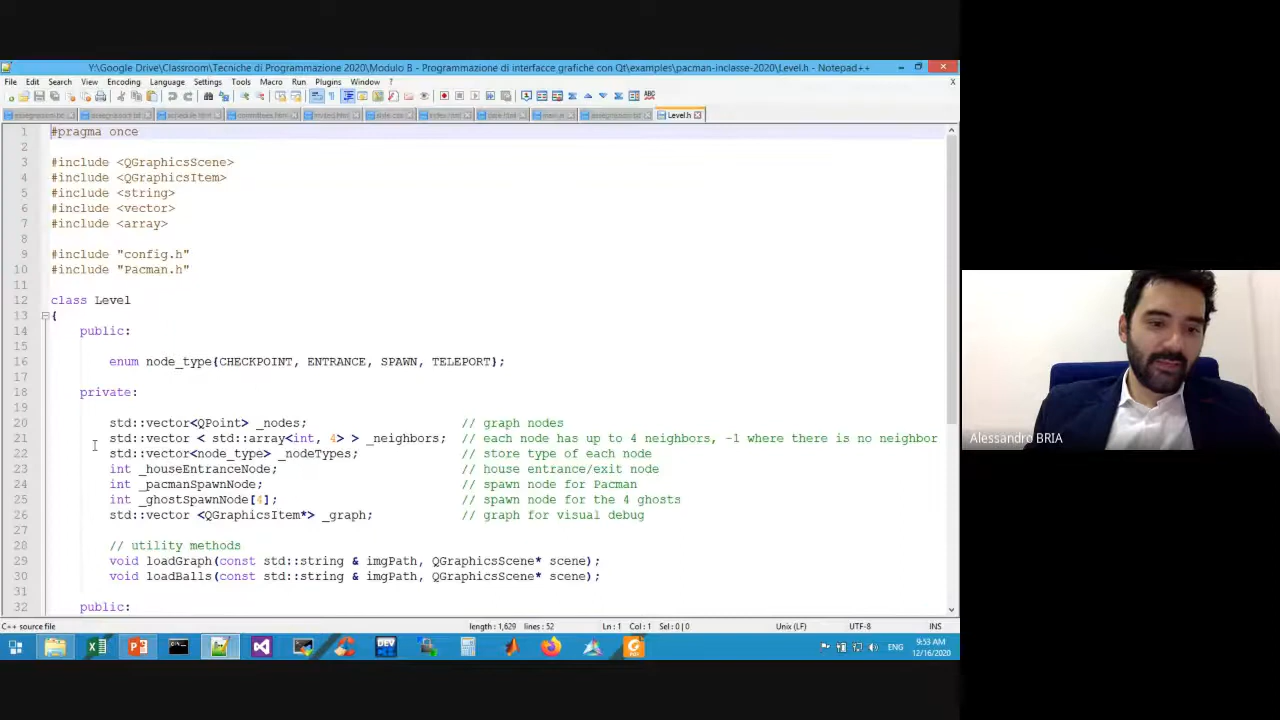 Y:\Google Drive\Classroom\Tecniche di Programmazione 2020\Modulo B - Programmazione di interfacce grafiche con Qt\examples\pacman-inclasse-2020\Level.h - Notepad++
File Edit Search View Encoding Language Settings Tools Macro Run Plugins Window ?
Level.h
1 #pragma once
2
3 #include <QGraphicsScene>
4 #include <QGraphicsItem>
5 #include <string>
6 #include <vector>
7 #include <array>
8
9 #include "config.h"
10 #include "Pacman.h"
11
12 class Level
13 {
14 public:
15
16 enum node_type{CHECKPOINT, ENTRANCE, SPAWN, TELEPORT};
17
18 private:
19
20 std::vector<QPoint> _nodes; // graph nodes
21 std::vector < std::array<int, 4> > _neighbors; // each node has up to 4 neighbors, -1 where there is no neighbor
22 std::vector<node_type> _nodeTypes; // store type of each node
23 int _houseEntranceNode; // house entrance/exit node
24 int _pacmanSpawnNode; // spawn node for Pacman
25 int _ghostSpawnNode[4]; // spawn node for the 4 ghosts
26 std::vector <QGraphicsItem*> _graph; // graph for visual debug
27
28 // utility methods
29 void loadGraph(const std::string & imgPath, QGraphicsScene* scene);
30 void loadBalls(const std::string & imgPath, QGraphicsScene* scene);
31
32 public:
C++ source file length : 1,629 lines : 52 Ln : 1 Col : 1 Sel : 0 | 0 Unix (LF) UTF-8 INS
ENG 9:53 AM
12/16/2020
Alessandro BRIA